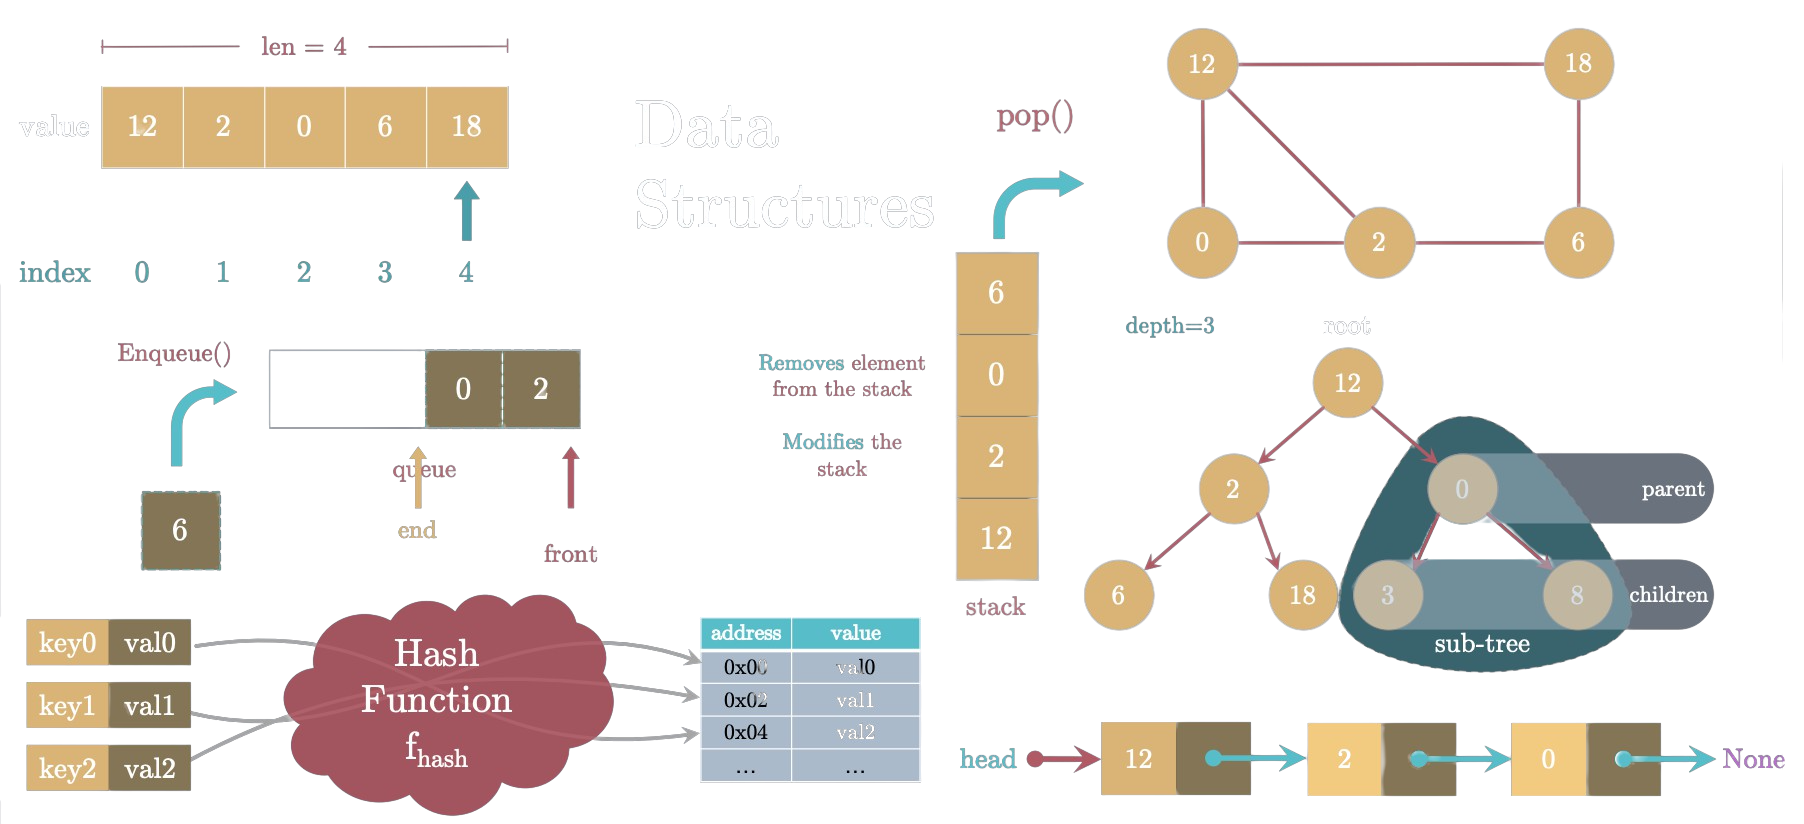 len = 4
value 12 2 0 6 18
index 0 1 2 3 4
Data
Structures
Enqueue()
0 2
6
queue
end
front
pop()
6
0
2
12
stack
Removes element
from the stack
Modifies the
stack
12 18
0 2 6
depth=3
root
12
2 0 parent
6 18 3 8 children
sub-tree
key0 val0
key1 val1
key2 val2
Hash
Function
fhash
address value
0x00 val0
0x02 val1
0x04 val2
... ...
head 12 2 0 None